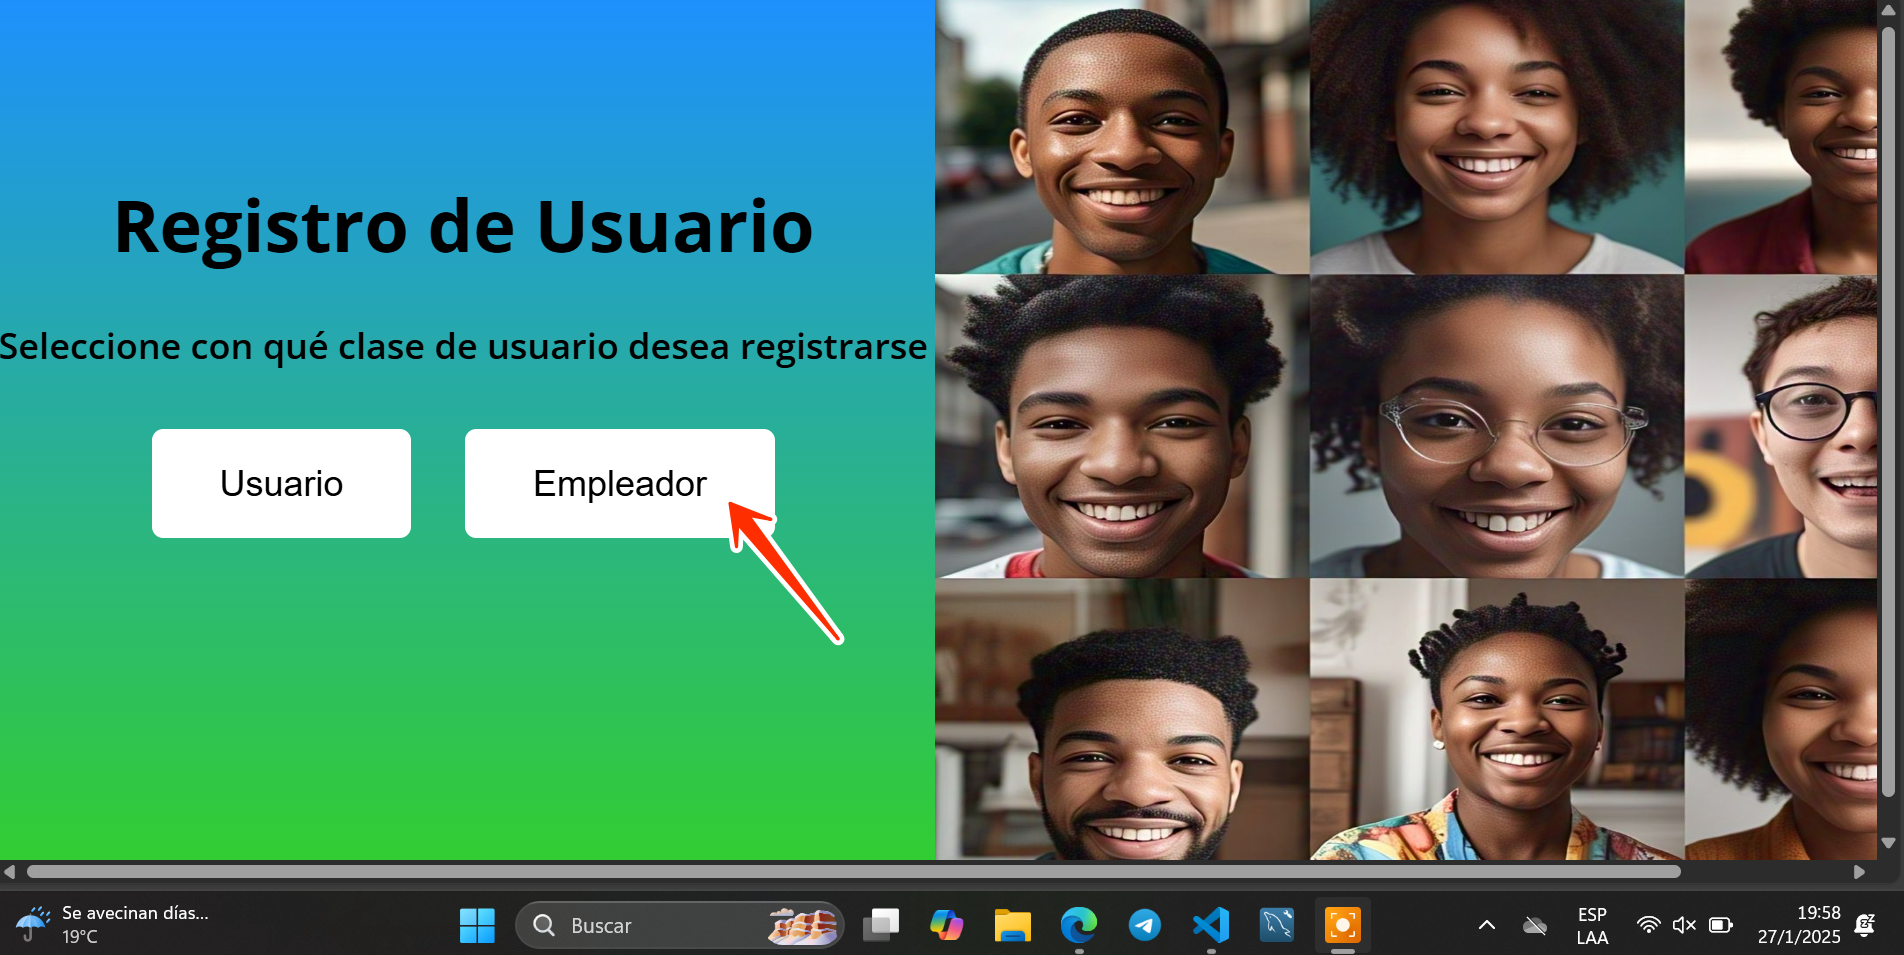 Registro de Usuario
Seleccione con qué clase de usuario desea registrarse
Usuario
Empleador
Se avecinan días...
19°C
Buscar
ESP
LAA
19:58
27/1/2025